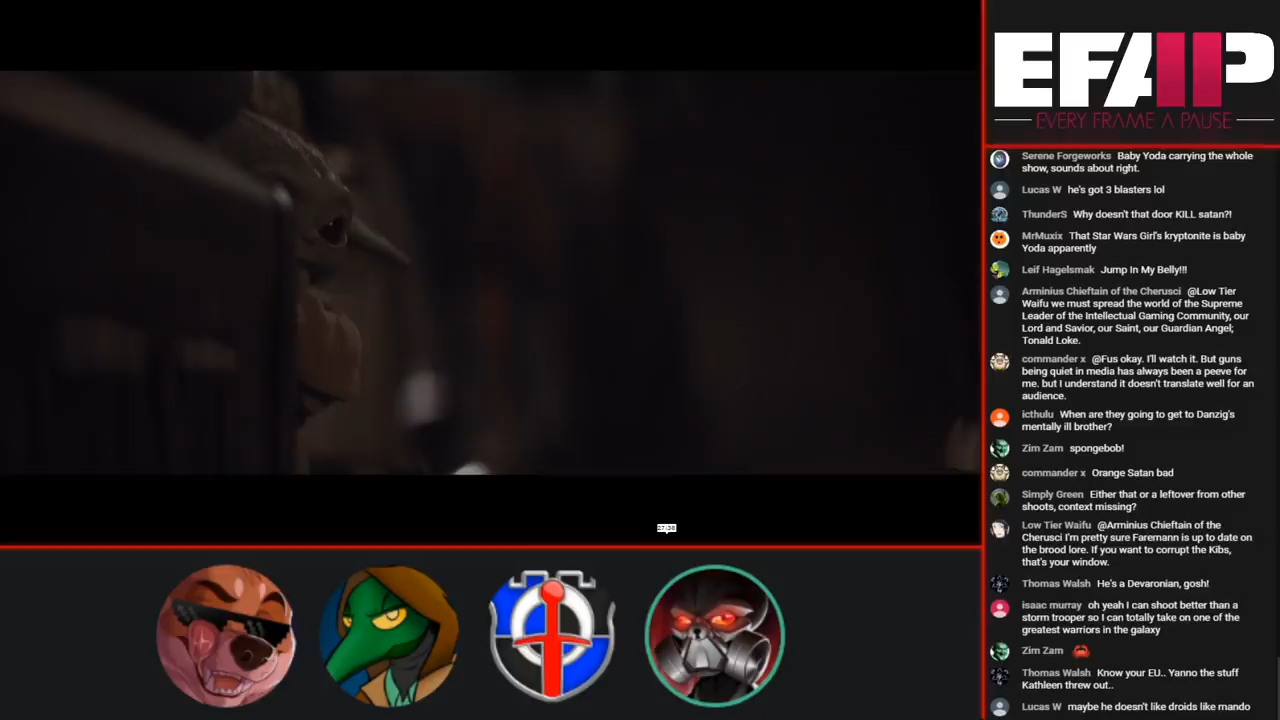 EFAP
EVERY FRAME A PAUSE
Serene Forgeworks Baby Yoda carrying the whole
show, sounds about right.
Lucas W he's got 3 blasters lol
ThunderS Why doesn't that door KILL satan?!
MrMuxix That Star Wars Girl's kryptonite is baby
Yoda apparently
Leif Hagelsmak Jump In My Belly!!!
Arminius Chieftain of the Cherusci @Low Tier
Waifu we must spread the world of the Supreme
Leader of the Intellectual Gaming Community, our
Lord and Savior, our Saint, our Guardian Angel;
Tonald Loke.
commander x @Fus okay. I'll watch it. But guns
being quiet in media has always been a peeve for
me. but I understand it doesn't translate well for an
audience.
icthulu When are they going to get to Danzig's
mentally ill brother?
Zim Zam spongebob!
commander x Orange Satan bad
Simply Green Either that or a leftover from other
shoots, context missing?
Low Tier Waifu @Arminius Chieftain of the
Cherusci I'm pretty sure Faremann is up to date on
the brood lore. If you want to corrupt the Kibs,
that's your window.
Thomas Walsh He's a Devaronian, gosh!
isaac murray oh yeah I can shoot better than a
storm trooper so I can totally take on one of the
greatest warriors in the galaxy
Zim Zam
Thomas Walsh Know your EU.. Yanno the stuff
Kathleen threw out..
Lucas W maybe he doesn't like droids like mando
27:38